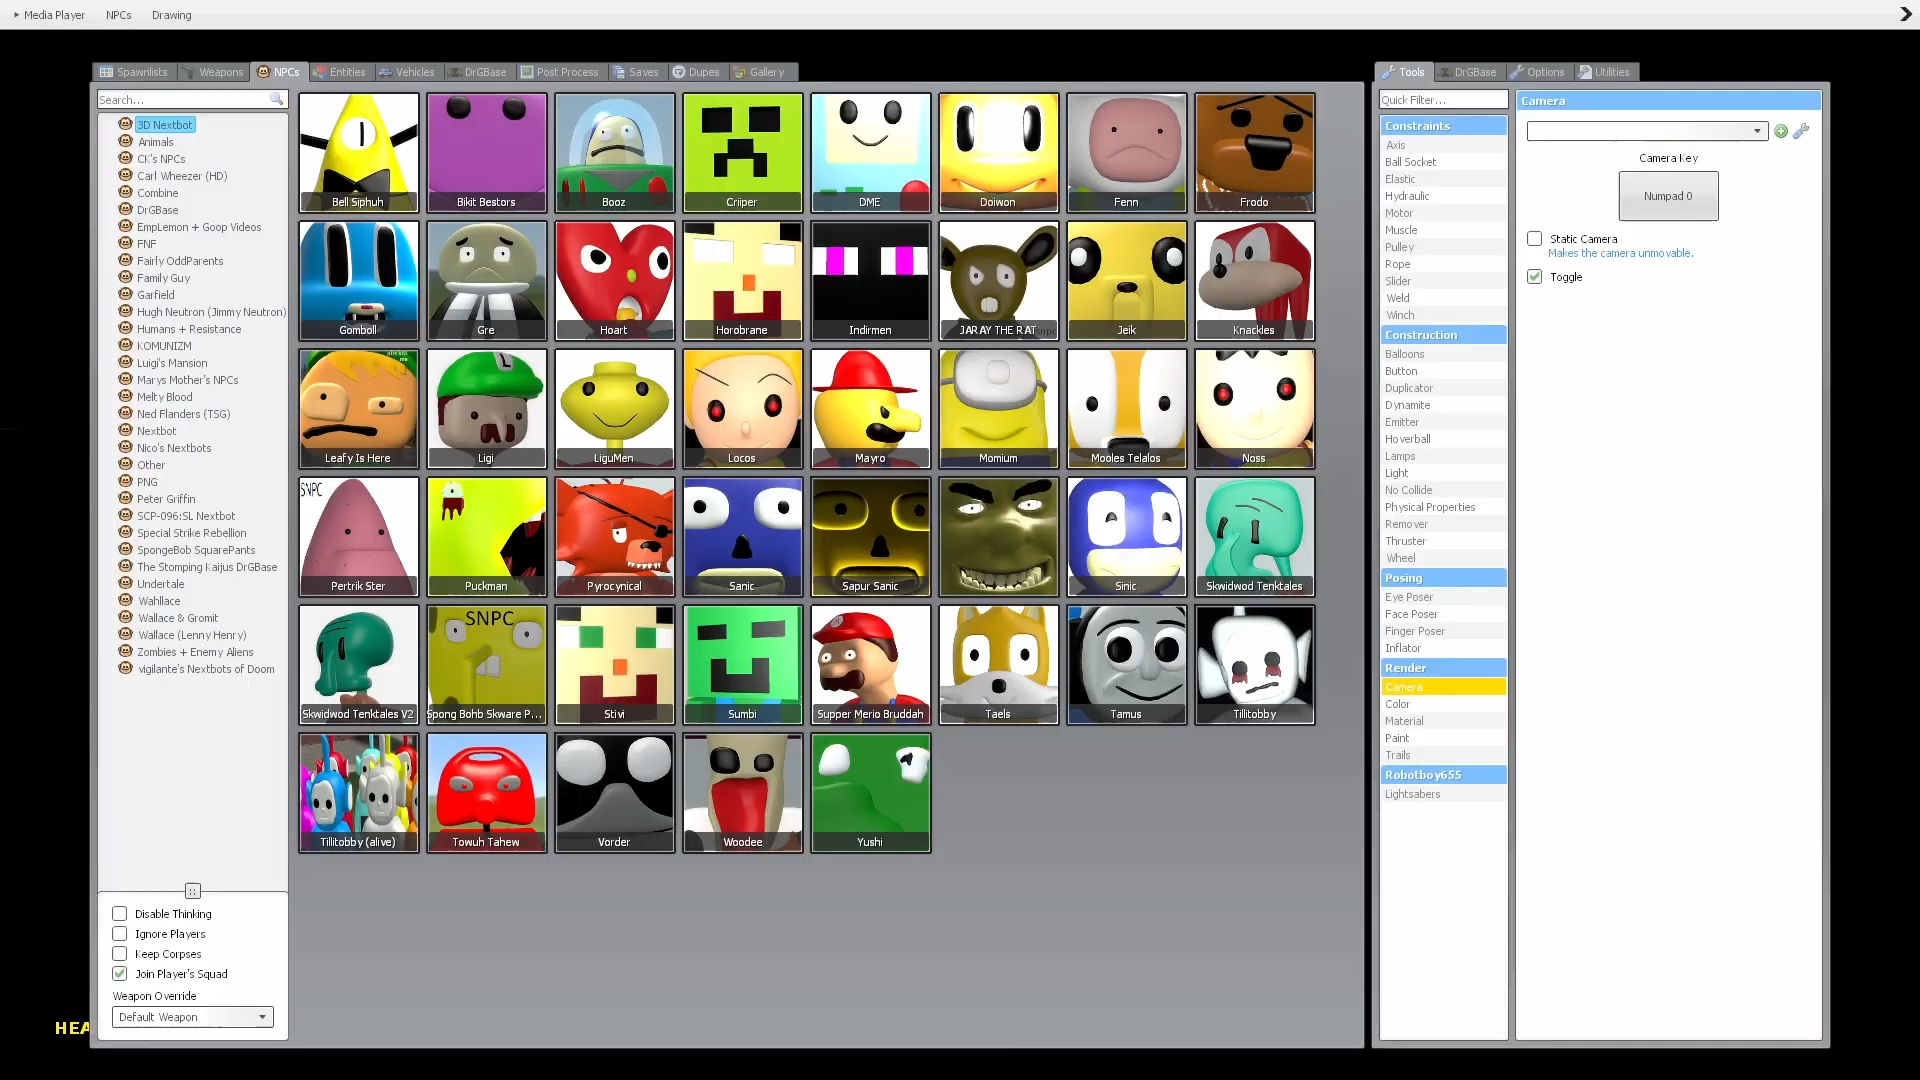 Media Player NPCs Drawing
Spawnlists Weapons NPCs Entities Vehicles DrGBase Post Process Saves Dupes Gallery
Tools DrGBase Options Utilities
Search...
3D Nextbot
Animals
CK's NPCs
Carl Wheezer (HD)
Combine
DrGBase
EmpLemon + Goop Videos
FNF
Fairly OddParents
Family Guy
Garfield
Hugh Neutron (Jimmy Neutron)
Humans + Resistance
KOMUNIZM
Luigi's Mansion
Marys Mother's NPCs
Melty Blood
Ned Flanders (TSG)
Nextbot
Nico's Nextbots
Other
PNG
Peter Griffin
SCP-096:SL Nextbot
Special Strike Rebellion
SpongeBob SquarePants
The Stomping Kaijus DrGBase
Undertale
Wahllace
Wallace & Gromit
Wallace (Lenny Henry)
Zombies + Enemy Aliens
vigilante's Nextbots of Doom
Disable Thinking
Ignore Players
Keep Corpses
Join Player's Squad
Weapon Override
Default Weapon
HEA
Bell Siphuh Bikit Bestors Booz Criiper DME Doiwon Fenn Frodo
Gomboll Gre Hoart Horobrane Indirmen JARAY THE RAT Jeik Knackles
Leafy Is Here Ligi LiguMen Locos Mayro Momium Mooles Telalos Noss
SNPC
Pertrik Ster Puckman Pyrocynical Sanic Sapur Sanic Sinic Skwidwod Tenktales
SNPC
Skwidwod Tenktales V2 Spong Bohb Skware P... Stivi Sumbi Supper Merio Bruddah Taels Tamus Tillitobby
Tillitobby (alive) Towuh Tahew Vorder Woodee Yushi
Quick Filter...
Constraints
Axis
Ball Socket
Elastic
Hydraulic
Motor
Muscle
Pulley
Rope
Slider
Weld
Winch
Construction
Balloons
Button
Duplicator
Dynamite
Emitter
Hoverball
Lamps
Light
No Collide
Physical Properties
Remover
Thruster
Wheel
Posing
Eye Poser
Face Poser
Finger Poser
Inflator
Render
Camera
Color
Material
Paint
Trails
Robotboy655
Lightsabers
Camera
Camera Key
Numpad 0
Static Camera
Makes the camera unmovable.
Toggle